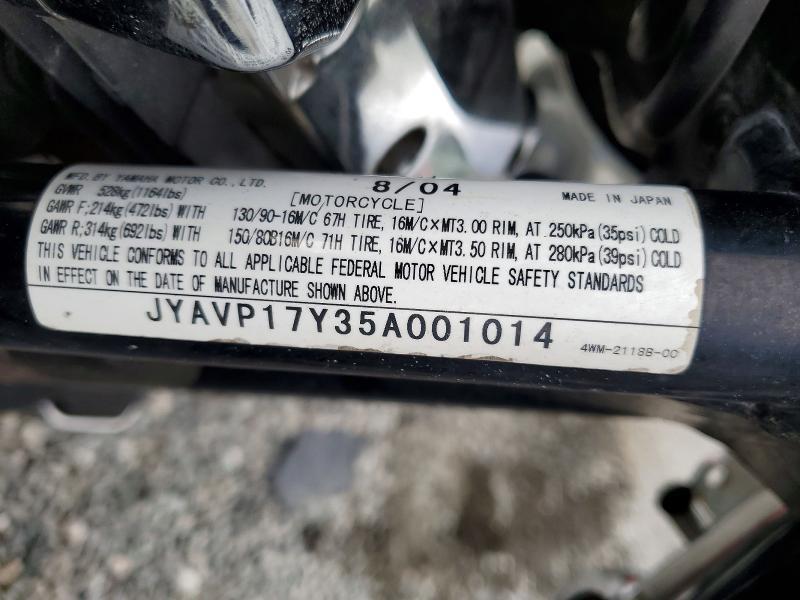 MFD.BY YAMAHA MOTOR CO.,LTD. 8/04 MADE IN JAPAN
GVWR 528kg(1164lbs) [MOTORCYCLE]
GAWR F;214kg(472lbs)WITH 130/90-16M/C 67H TIRE, 16M/C×MT3.00 RIM, AT 250kPa(35psi)COLD
GAWR R;314kg(692lbs)WITH 150/80B16M/C 71H TIRE, 16M/C×MT3.50 RIM, AT 280kPa(39psi)COLD
THIS VEHICLE CONFORMS TO ALL APPLICABLE FEDERAL MOTOR VEHICLE SAFETY STANDARDS
IN EFFECT ON THE DATE OF MANUFACTURE SHOWN ABOVE.
JYAVP17Y35A001014
4WM-2118B-00